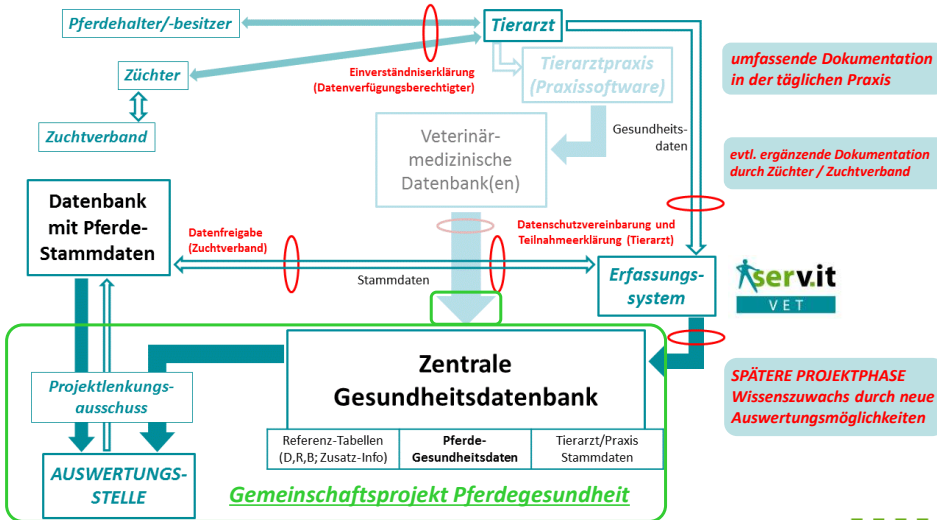 Pferdehalter/-besitzer
Tierarzt
Züchter
Einverständniserklärung
(Datenverfügungsberechtigter)
Tierarztpraxis
(Praxissoftware)
umfassende Dokumentation
in der täglichen Praxis
Zuchtverband
Veterinär-
medizinische
Datenbank(en)
Gesundheits-
daten
evtl. ergänzende Dokumentation
durch Züchter / Zuchtverband
Datenbank
mit Pferde-
Stammdaten
Datenfreigabe
(Zuchtverband)
Datenschutzvereinbarung und
Teilnahmeerklärung (Tierarzt)
Stammdaten
Erfassungs-
system
serv.it
VET
Zentrale
Gesundheitsdatenbank
SPÄTERE PROJEKTPHASE
Wissenszuwachs durch neue
Auswertungsmöglichkeiten
Projektlenkungs-
ausschuss
Referenz-Tabellen
(D,R,B; Zusatz-Info)
Pferde-
Gesundheitsdaten
Tierarzt/Praxis
Stammdaten
AUSWERTUNGS-
STELLE
Gemeinschaftsprojekt Pferdegesundheit